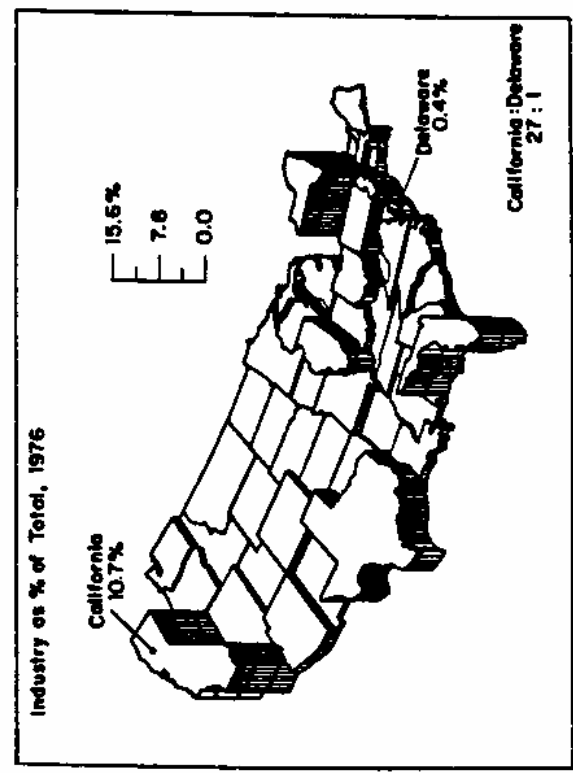 Industry as % of Total, 1976
California
10.7%
15.6%
7.8
0.0
Delaware
0.4%
California:Delaware
27:1